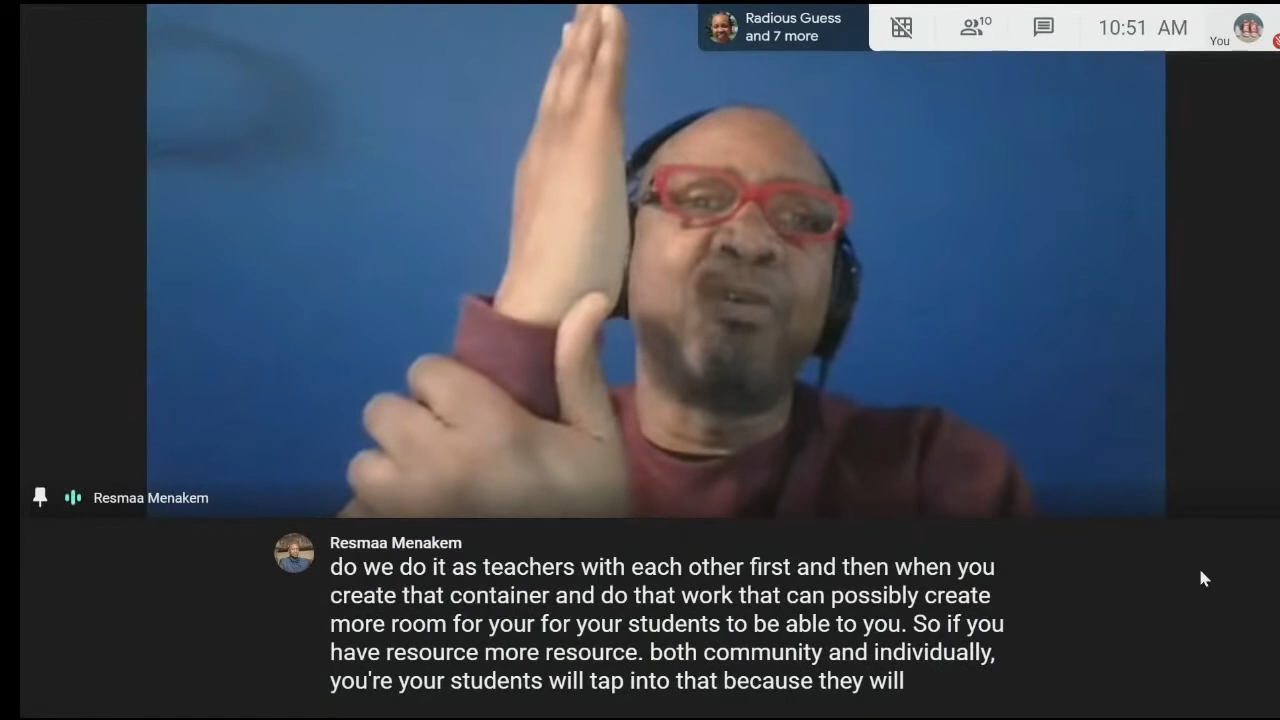 Radious Guess
and 7 more
10
10:51 AM
You
Resmaa Menakem
Resmaa Menakem
do we do it as teachers with each other first and then when you
create that container and do that work that can possibly create
more room for your for your students to be able to you. So if you
have resource more resource. both community and individually,
you're your students will tap into that because they will